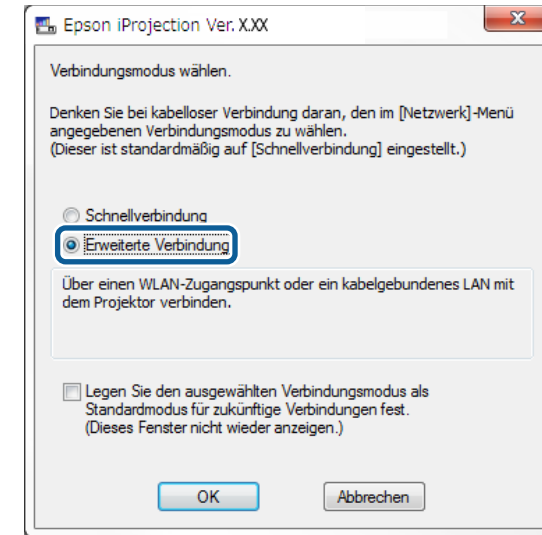 Epson iProjection Ver. X.XX
Verbindungsmodus wählen.
Denken Sie bei kabelloser Verbindung daran, den im [Netzwerk]-Menü
angegebenen Verbindungsmodus zu wählen.
(Dieser ist standardmäßig auf [Schnellverbindung] eingestellt.)
Schnellverbindung
Erweiterte Verbindung
Über einen WLAN-Zugangspunkt oder ein kabelgebundenes LAN mit
dem Projektor verbinden.
Legen Sie den ausgewählten Verbindungsmodus als
Standardmodus für zukünftige Verbindungen fest.
(Dieses Fenster nicht wieder anzeigen.)
OK Abbrechen